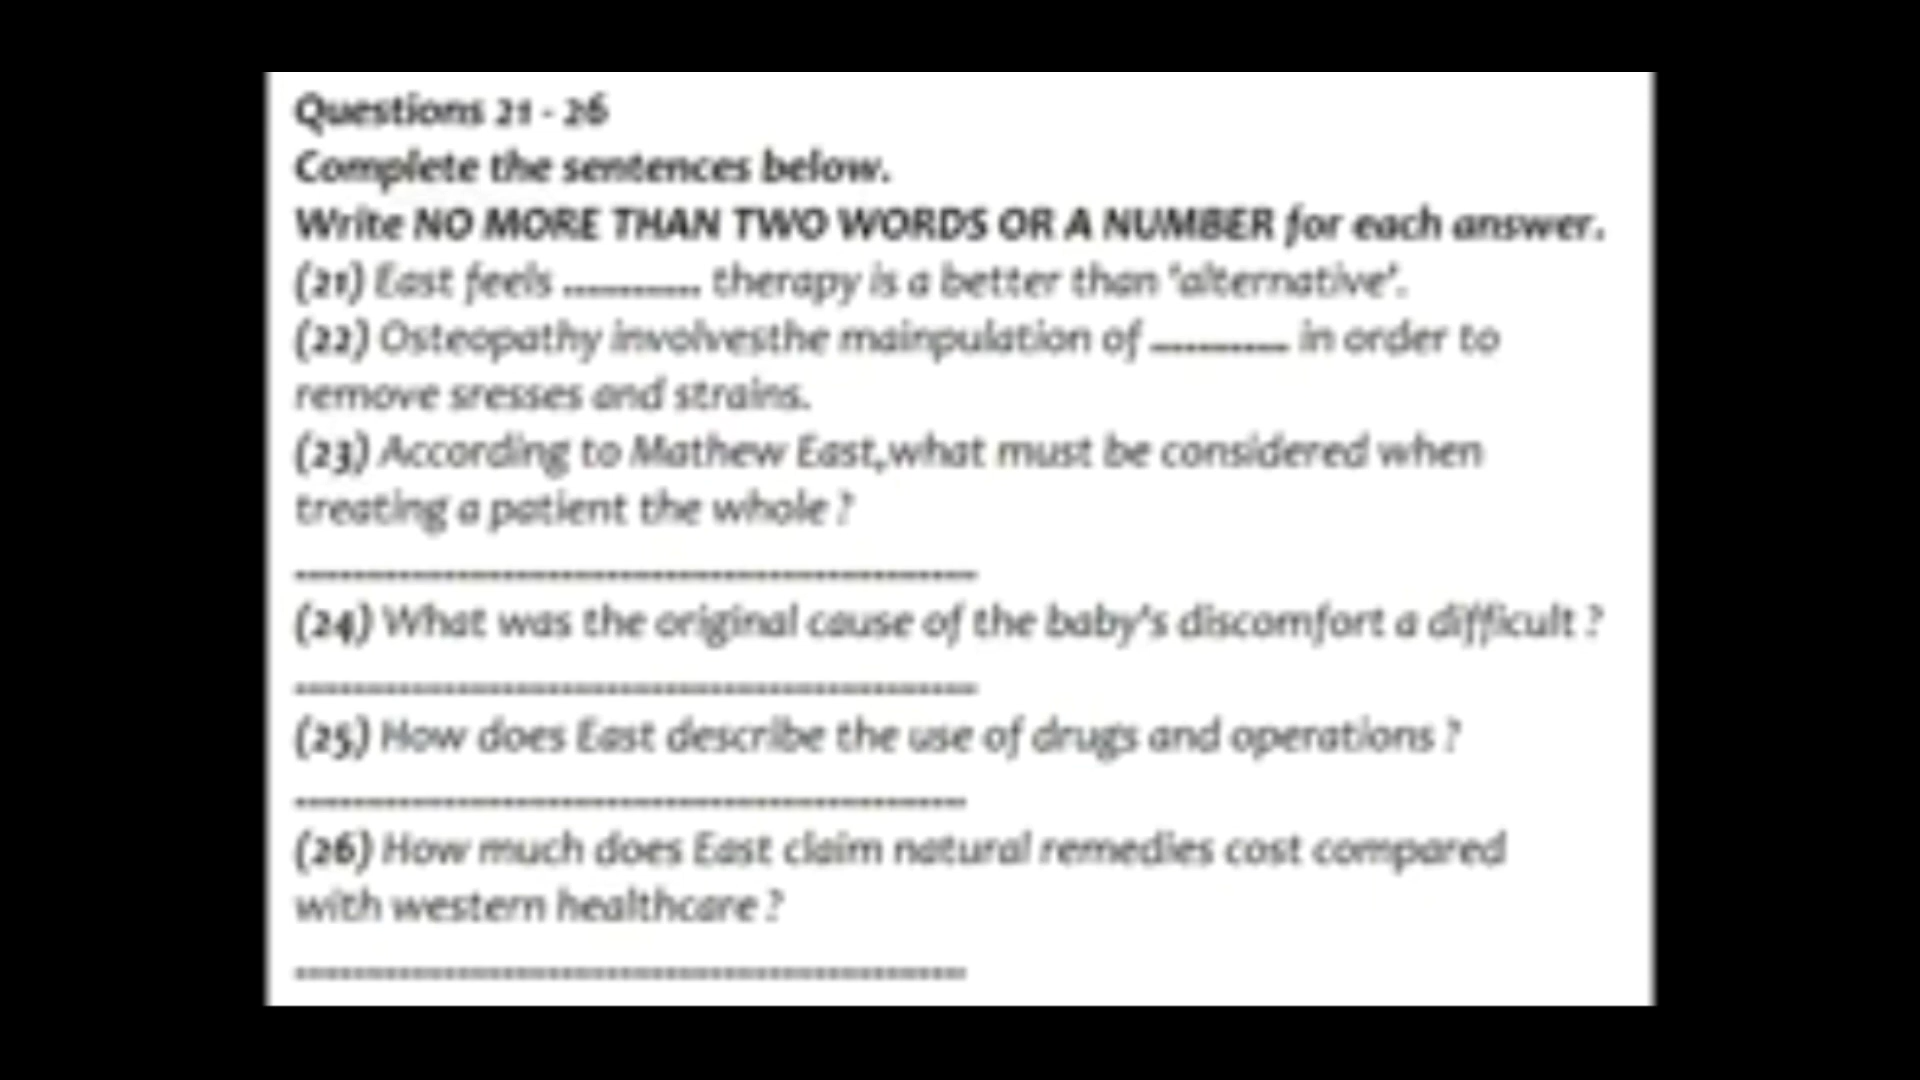 Questions 21 - 26
Complete the sentences below.
Write NO MORE THAN TWO WORDS OR A NUMBER for each answer.
(21) East feels ............ therapy is a better than 'alternative'.
(22) Osteopathy involvesthe mainpulation of ............ in order to
remove sresses and strains.
(23) According to Mathew East,what must be considered when
treating a patient the whole ?
............................................................
(24) What was the original cause of the baby's discomfort a difficult ?
............................................................
(25) How does East describe the use of drugs and operations ?
...........................................................
(26) How much does East claim natural remedies cost compared
with western healthcare ?
...........................................................